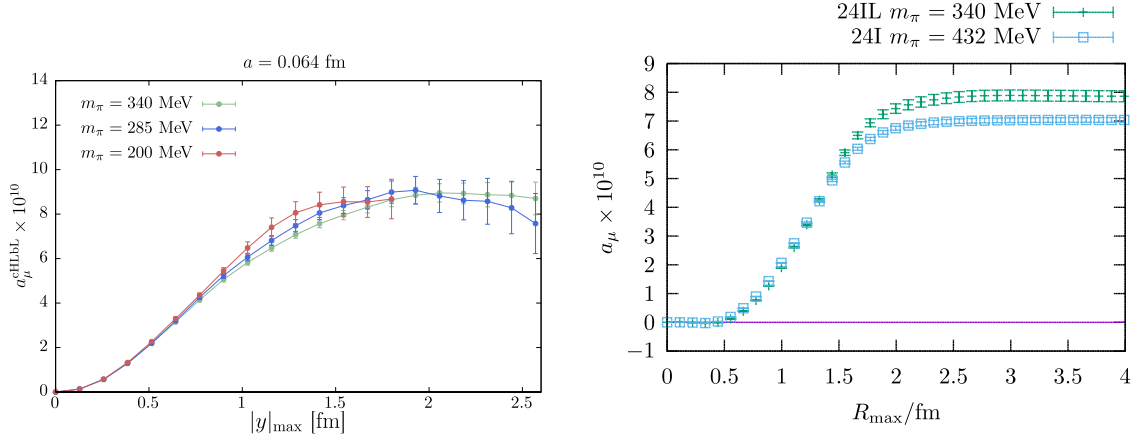 a = 0.064 fm
14
12
10
8
6
4
2
0
a_μ^cHLbL × 10^10
m_π = 340 MeV
m_π = 285 MeV
m_π = 200 MeV
0 0.5 1 1.5 2 2.5
|y|_max [fm]
24IL m_π = 340 MeV
24I m_π = 432 MeV
9
8
7
6
5
4
3
2
1
0
−1
a_μ × 10^10
0 0.5 1 1.5 2 2.5 3 3.5 4
R_max/fm